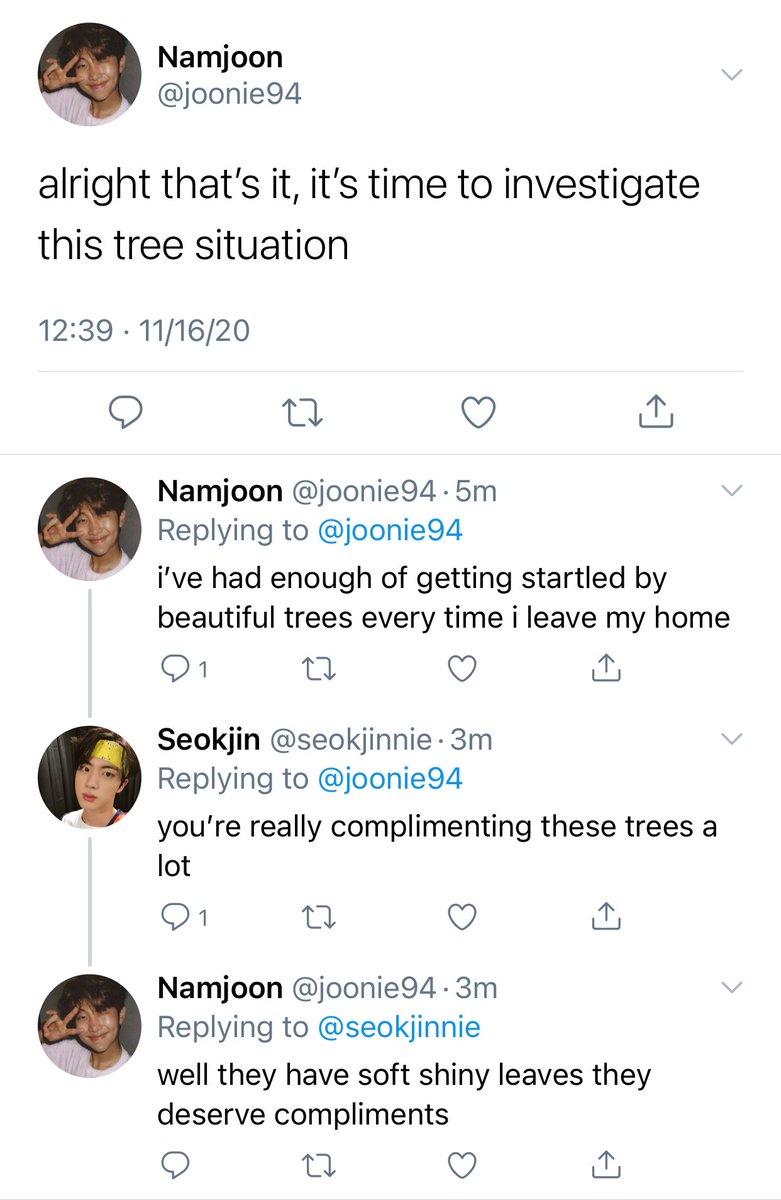 Namjoon
@joonie94
alright that’s it, it’s time to investigate
this tree situation
12:39 · 11/16/20
Namjoon @joonie94 · 5m
Replying to @joonie94
i’ve had enough of getting startled by
beautiful trees every time i leave my home
1
Seokjin @seokjinnie · 3m
Replying to @joonie94
you’re really complimenting these trees a
lot
1
Namjoon @joonie94 · 3m
Replying to @seokjinnie
well they have soft shiny leaves they
deserve compliments